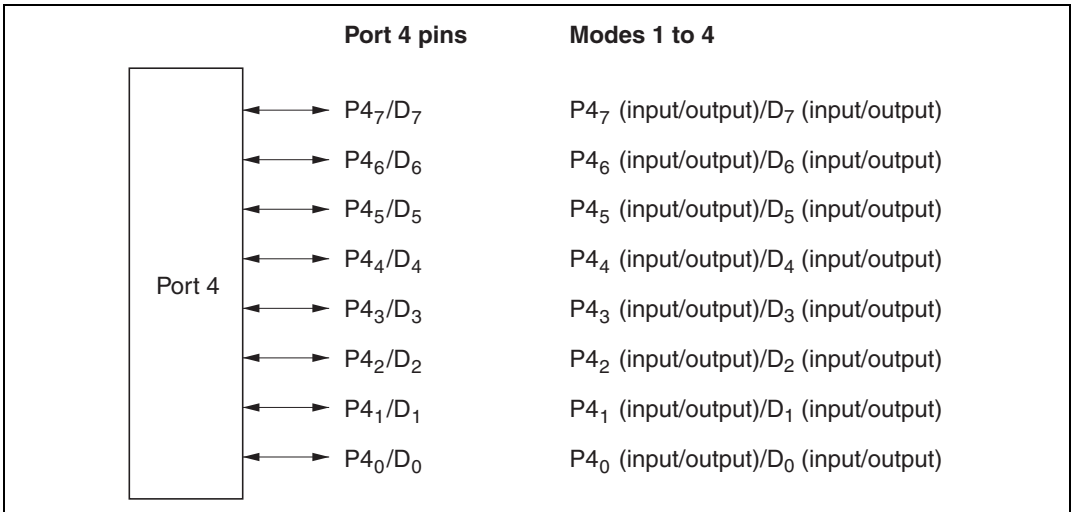 Port 4 pins Modes 1 to 4
P4₇/D₇ P4₇ (input/output)/D₇ (input/output)
P4₆/D₆ P4₆ (input/output)/D₆ (input/output)
P4₅/D₅ P4₅ (input/output)/D₅ (input/output)
P4₄/D₄ P4₄ (input/output)/D₄ (input/output)
Port 4
P4₃/D₃ P4₃ (input/output)/D₃ (input/output)
P4₂/D₂ P4₂ (input/output)/D₂ (input/output)
P4₁/D₁ P4₁ (input/output)/D₁ (input/output)
P4₀/D₀ P4₀ (input/output)/D₀ (input/output)